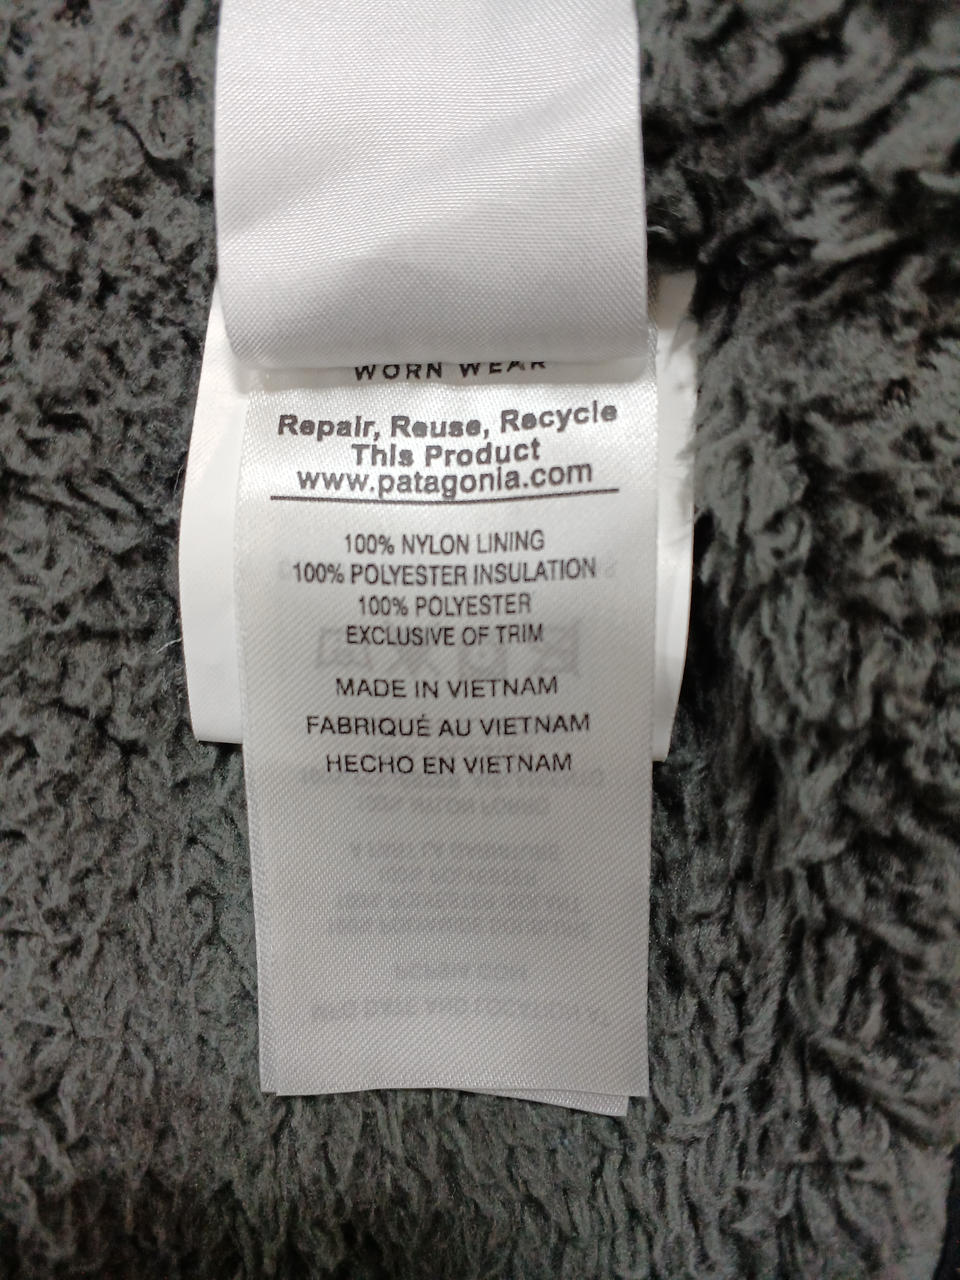 WORN WEAR
Repair, Reuse, Recycle
This Product
www.patagonia.com
100% NYLON LINING
100% POLYESTER INSULATION
100% POLYESTER
EXCLUSIVE OF TRIM
MADE IN VIETNAM
FABRIQUÉ AU VIETNAM
HECHO EN VIETNAM